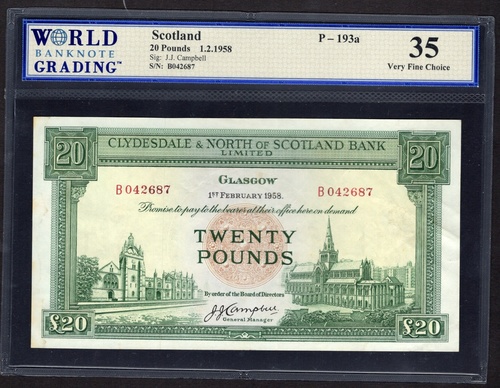 WORLD
BANKNOTE
GRADING™
Scotland
20 Pounds 1.2.1958
Sig: J.J. Campbell
S/N: B042687
P – 193a
35
Very Fine Choice
20
CLYDESDALE & NORTH OF SCOTLAND BANK
LIMITED
20
GLASGOW
B 042687
1ST FEBRUARY 1958.
B 042687
Promise to pay to the bearer at their office here on demand
TWENTY
POUNDS
By order of the Board of Directors
J.J. Campbell
General Manager
£20
£20